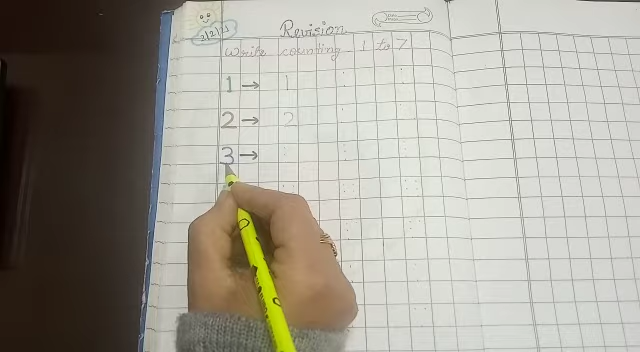 Revision
Write counting 1 to 7
1 → 1
2 → 2
3 →